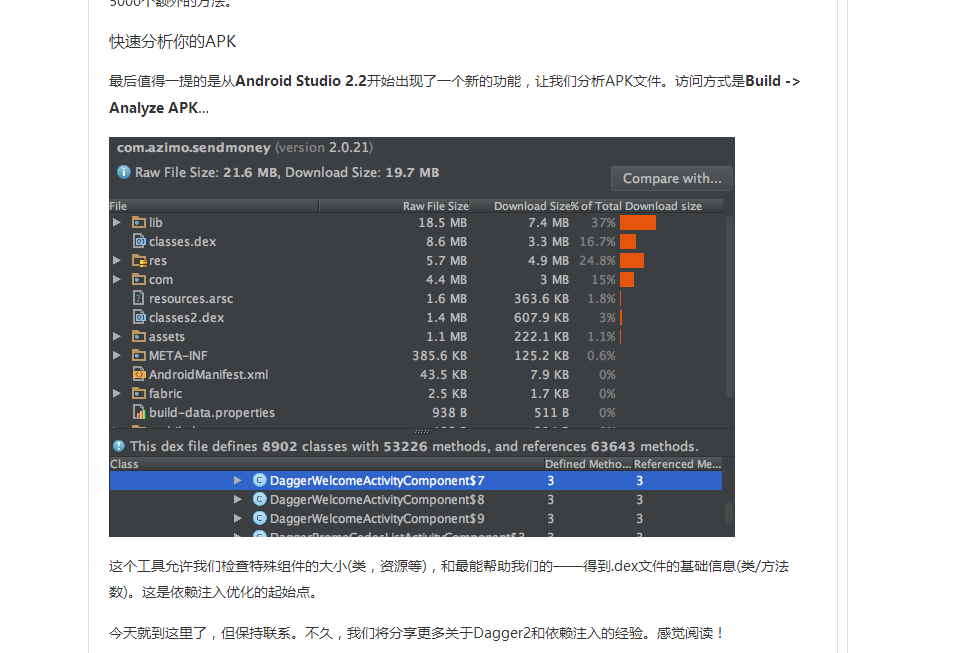 5000个额外的方法。
快速分析你的APK
最后值得一提的是从Android Studio 2.2开始出现了一个新的功能，让我们分析APK文件。访问方式是Build ->
Analyze APK...
com.azimo.sendmoney (version 2.0.21)
Raw File Size: 21.6 MB, Download Size: 19.7 MB
Compare with...
File Raw File Size Download Size % of Total Download size
lib 18.5 MB 7.4 MB 37%
classes.dex 8.6 MB 3.3 MB 16.7%
res 5.7 MB 4.9 MB 24.8%
com 4.4 MB 3 MB 15%
resources.arsc 1.6 MB 363.6 KB 1.8%
classes2.dex 1.4 MB 607.9 KB 3%
assets 1.1 MB 222.1 KB 1.1%
META-INF 385.6 KB 125.2 KB 0.6%
AndroidManifest.xml 43.5 KB 7.9 KB 0%
fabric 2.5 KB 1.7 KB 0%
build-data.properties 938 B 511 B 0%
This dex file defines 8902 classes with 53226 methods, and references 63643 methods.
Class Defined Metho... Referenced Me...
DaggerWelcomeActivityComponent$7 3 3
DaggerWelcomeActivityComponent$8 3 3
DaggerWelcomeActivityComponent$9 3 3
DaggerPromoCodesListActivityComponent$3 3 3
这个工具允许我们检查特殊组件的大小(类，资源等)，和最能帮助我们的——得到.dex文件的基础信息(类/方法
数)。这是依赖注入优化的起始点。
今天就到这里了，但保持联系。不久，我们将分享更多关于Dagger2和依赖注入的经验。感觉阅读！